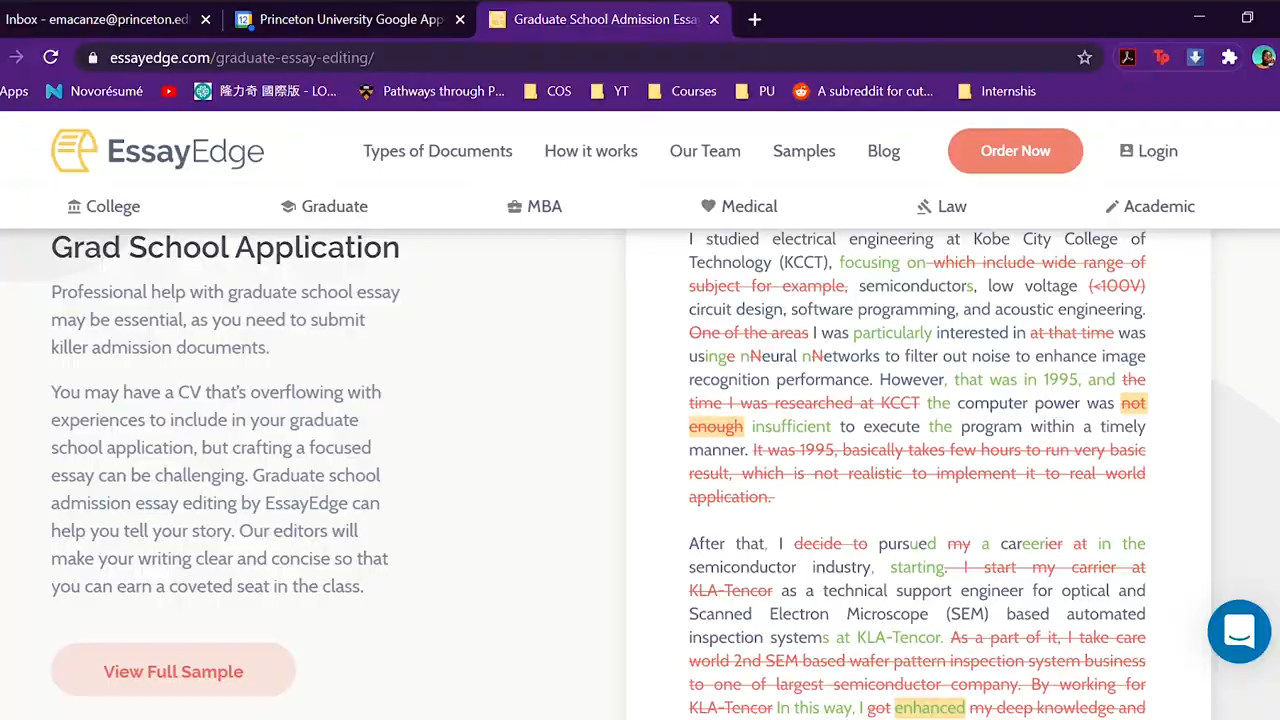 Inbox - emacanze@princeton.ed
Princeton University Google App
Graduate School Admission Essa
essayedge.com/graduate-essay-editing/
Apps
Novorésumé
隆力奇 國際版 - LO...
Pathways through P...
COS
YT
Courses
PU
A subreddit for cut...
Internshis
EssayEdge
Types of Documents
How it works
Our Team
Samples
Blog
Order Now
Login
College
Graduate
MBA
Medical
Law
Academic
Grad School Application
Professional help with graduate school essay
may be essential, as you need to submit
killer admission documents.
You may have a CV that's overflowing with
experiences to include in your graduate
school application, but crafting a focused
essay can be challenging. Graduate school
admission essay editing by EssayEdge can
help you tell your story. Our editors will
make your writing clear and concise so that
you can earn a coveted seat in the class.
View Full Sample
I studied electrical engineering at Kobe City College of
Technology (KCCT), focusing on which include wide range of
subject for example, semiconductors, low voltage (<100V)
circuit design, software programming, and acoustic engineering.
One of the areas I was particularly interested in at that time was
usinge nNeural nNetworks to filter out noise to enhance image
recognition performance. However, that was in 1995, and the
time I was researched at KCCT the computer power was not
enough insufficient to execute the program within a timely
manner. It was 1995, basically takes few hours to run very basic
result, which is not realistic to implement it to real world
application.
After that, I decide to pursued my a careerier at in the
semiconductor industry, starting. I start my carrier at
KLA-Tencor as a technical support engineer for optical and
Scanned Electron Microscope (SEM) based automated
inspection systems at KLA-Tencor. As a part of it, I take care
world 2nd SEM based wafer pattern inspection system business
to one of largest semiconductor company. By working for
KLA-Tencor In this way, I got enhanced my deep knowledge and